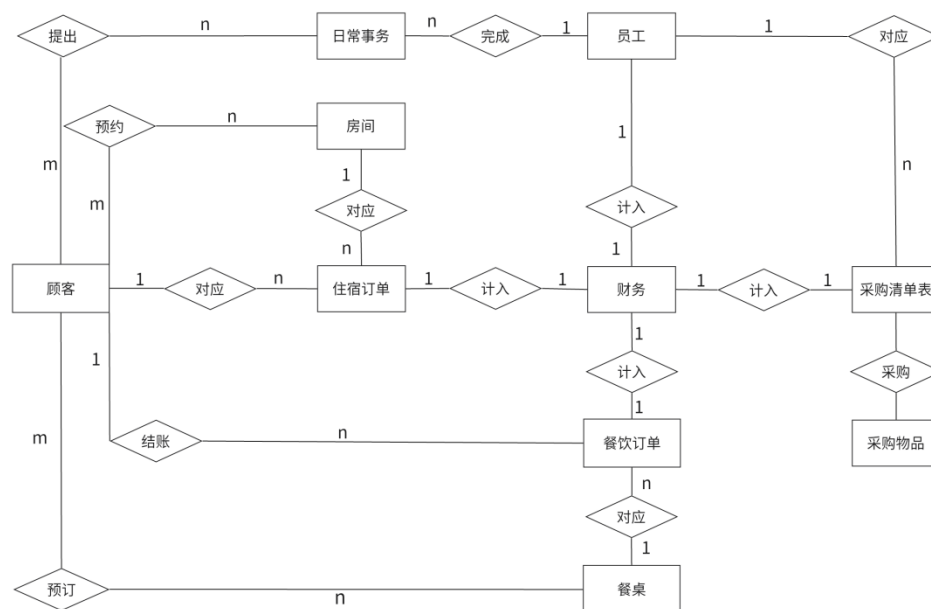 提出 n 日常事务 n 完成 1 员工 1 对应
预约 n 房间
1
1
m m n
对应 计入
n 1
顾客 1 对应 n 住宿订单 1 计入 1 财务 1 计入 1 采购清单表
1
1
计入 采购
1
m 结账 n 餐饮订单 采购物品
n
对应
1
预订 n 餐桌